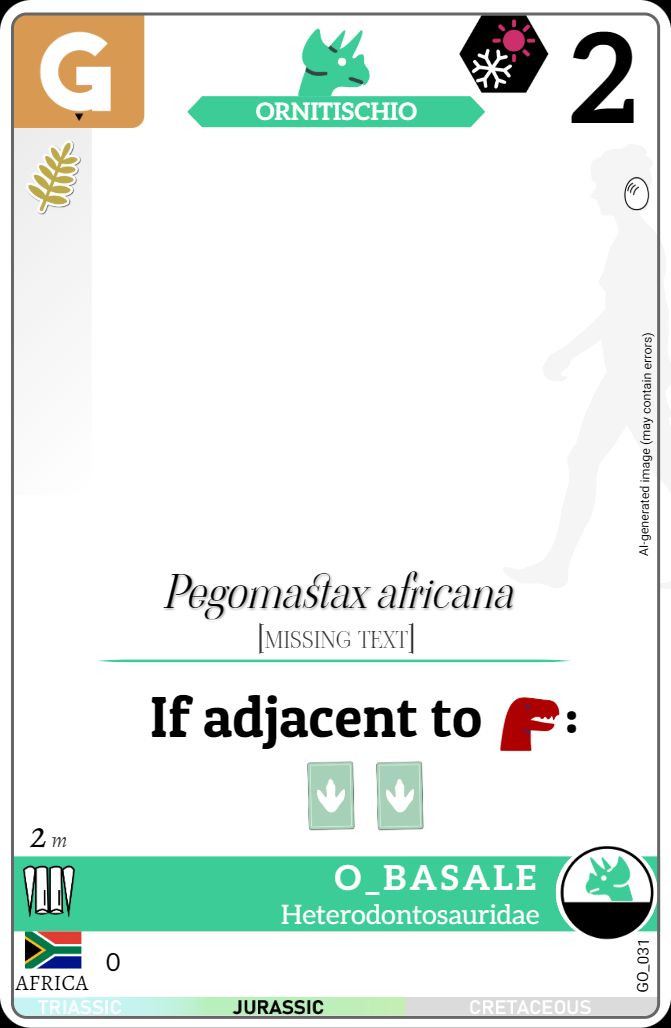 G
ORNITISCHIO
2
AI-generated image (may contain errors)
Pegomastax africana
[MISSING TEXT]
If adjacent to :
2 m
O_BASALE
Heterodontosauridae
AFRICA
0
GO_031
TRIASSIC
JURASSIC
CRETACEOUS